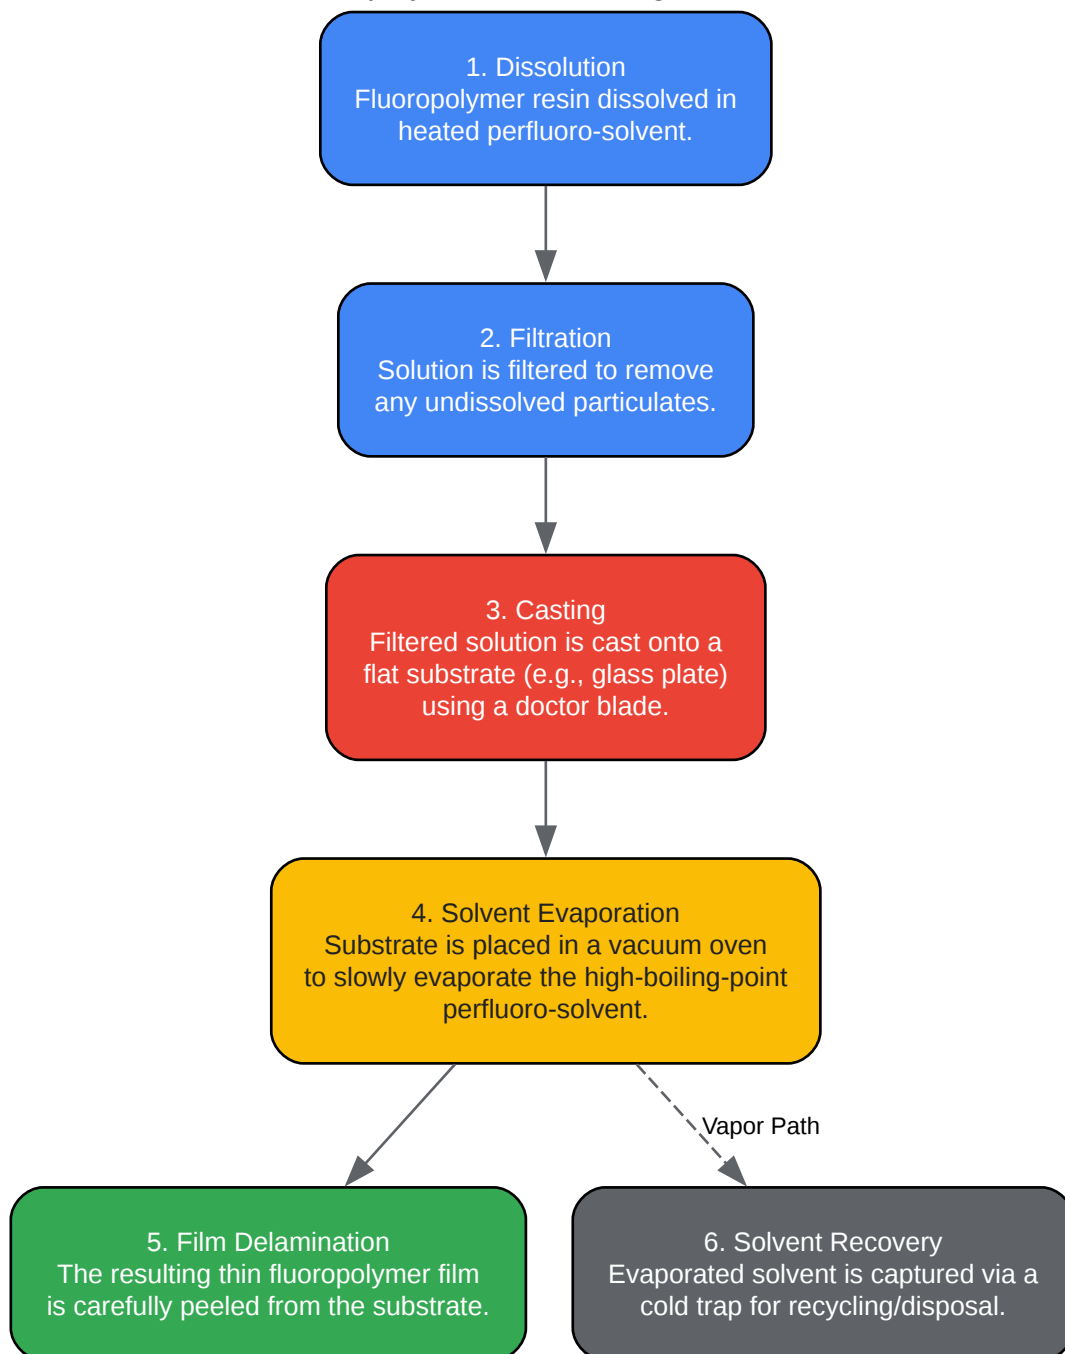 1. Dissolution
Fluoropolymer resin dissolved in
heated perfluoro-solvent.
2. Filtration
Solution is filtered to remove
any undissolved particulates.
3. Casting
Filtered solution is cast onto a
flat substrate (e.g., glass plate)
using a doctor blade.
4. Solvent Evaporation
Substrate is placed in a vacuum oven
to slowly evaporate the high-boiling-point
perfluoro-solvent.
Vapor Path
5. Film Delamination
The resulting thin fluoropolymer film
is carefully peeled from the substrate.
6. Solvent Recovery
Evaporated solvent is captured via a
cold trap for recycling/disposal.